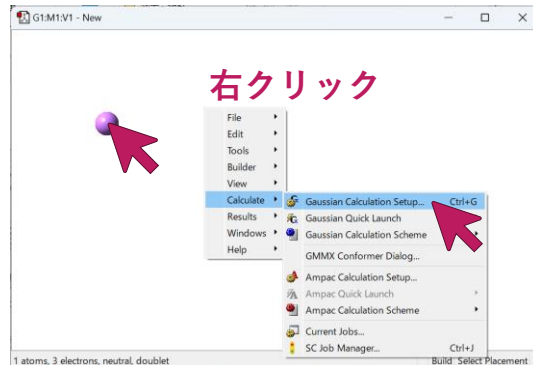 G1:M1:V1 - New
右クリック
File
Edit
Tools
Builder
View
Calculate
Results
Windows
Help
Gaussian Calculation Setup... Ctrl+G
Gaussian Quick Launch
Gaussian Calculation Scheme
GMMX Conformer Dialog...
Ampac Calculation Setup...
Ampac Quick Launch
Ampac Calculation Scheme
Current Jobs...
SC Job Manager... Ctrl+J
1 atoms, 3 electrons, neutral, doublet
Build Select Placement